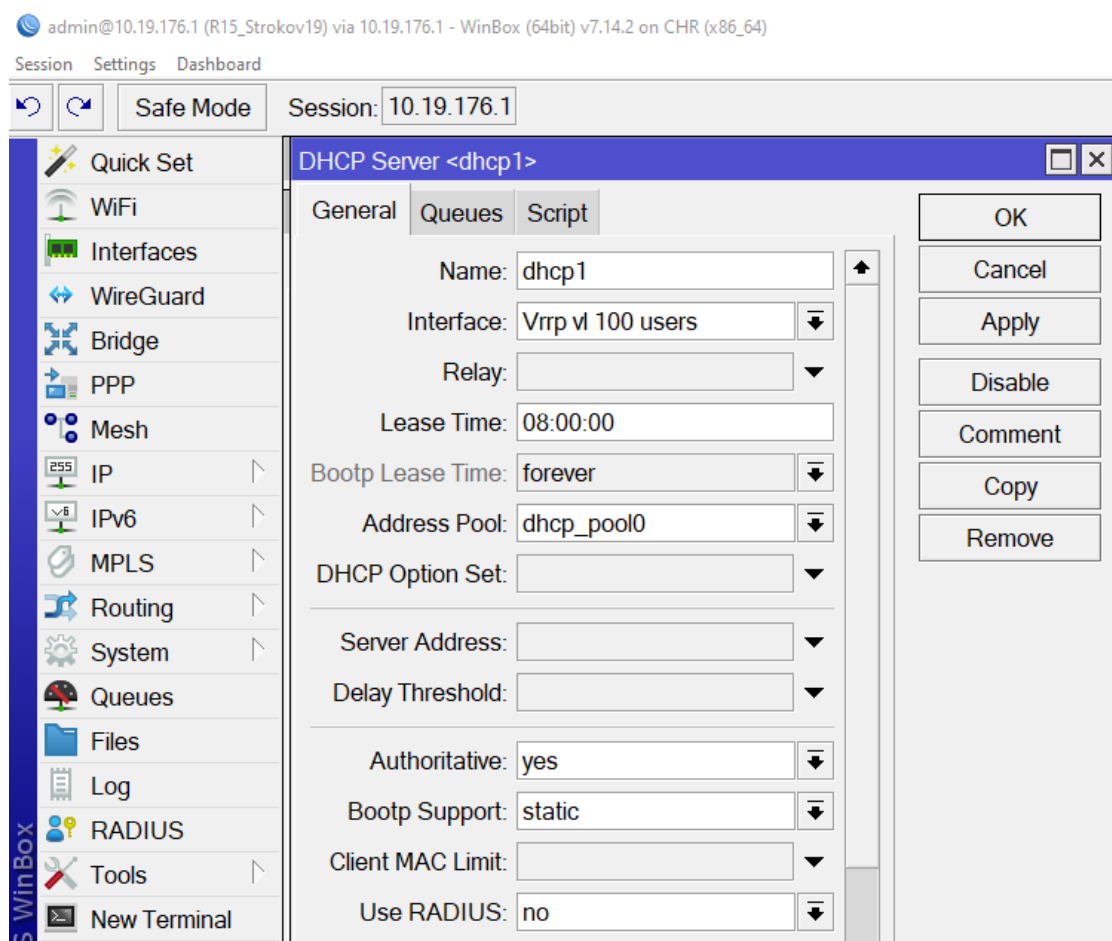 admin@10.19.176.1 (R15_Strokov19) via 10.19.176.1 - WinBox (64bit) v7.14.2 on CHR (x86_64)
Session Settings Dashboard
Safe Mode Session: 10.19.176.1
Quick Set
WiFi
Interfaces
WireGuard
Bridge
PPP
Mesh
255 IP
v6 IPv6
MPLS
Routing
System
Queues
Files
Log
RADIUS
Tools
New Terminal
WinBox
DHCP Server <dhcp1>
General Queues Script
Name: dhcp1
Interface: Vrrp vl 100 users
Relay:
Lease Time: 08:00:00
Bootp Lease Time: forever
Address Pool: dhcp_pool0
DHCP Option Set:
Server Address:
Delay Threshold:
Authoritative: yes
Bootp Support: static
Client MAC Limit:
Use RADIUS: no
OK
Cancel
Apply
Disable
Comment
Copy
Remove